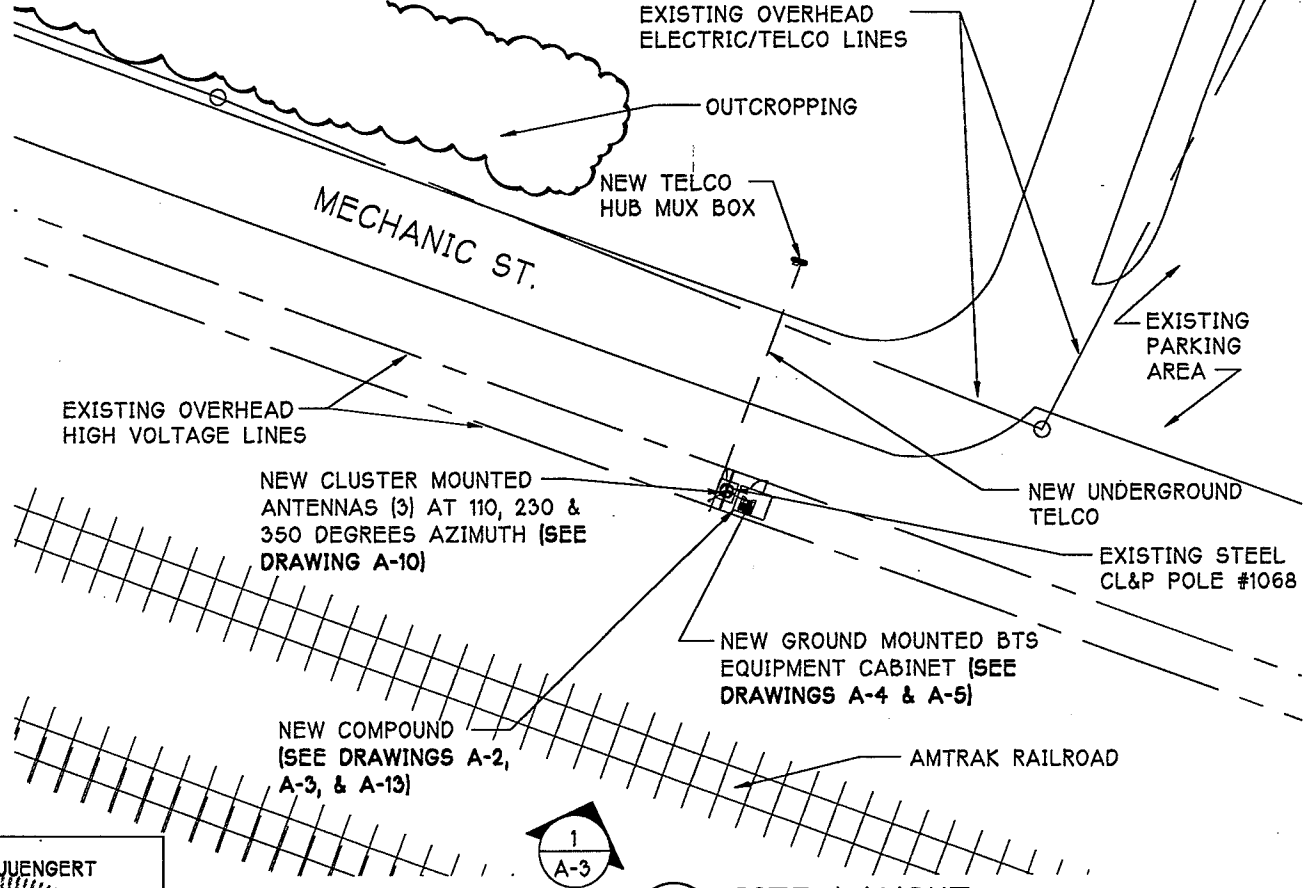 EXISTING OVERHEAD
ELECTRIC/TELCO LINES
OUTCROPPING
NEW TELCO
HUB MUX BOX
MECHANIC ST.
EXISTING
PARKING
AREA
EXISTING OVERHEAD
HIGH VOLTAGE LINES
NEW CLUSTER MOUNTED
ANTENNAS (3) AT 110, 230 &
350 DEGREES AZIMUTH (SEE
DRAWING A-10)
NEW UNDERGROUND
TELCO
EXISTING STEEL
CL&P POLE #1068
NEW GROUND MOUNTED BTS
EQUIPMENT CABINET (SEE
DRAWINGS A-4 & A-5)
NEW COMPOUND
(SEE DRAWINGS A-2,
A-3, & A-13)
AMTRAK RAILROAD
1
A-3
JUENGERT